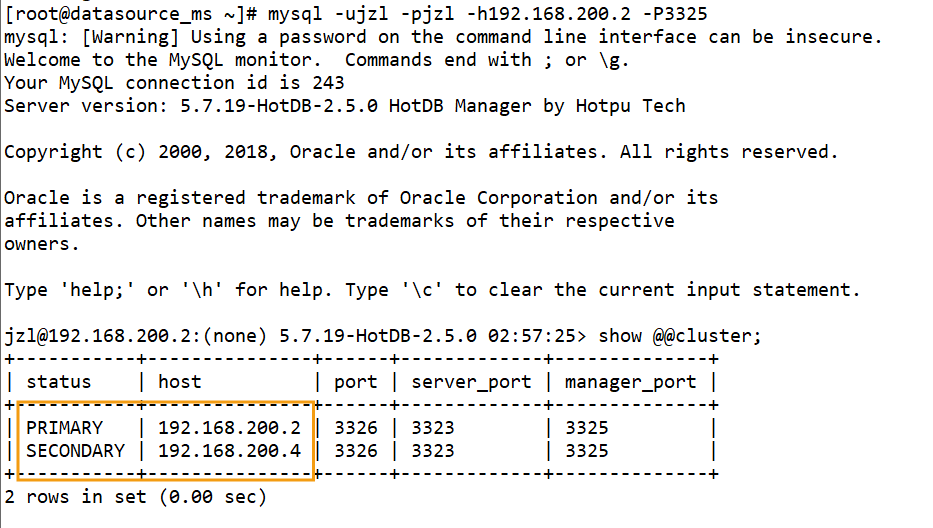 [root@datasource_ms ~]# mysql -ujzl -pjzl -h192.168.200.2 -P3325
mysql: [Warning] Using a password on the command line interface can be insecure.
Welcome to the MySQL monitor.  Commands end with ; or \g.
Your MySQL connection id is 243
Server version: 5.7.19-HotDB-2.5.0 HotDB Manager by Hotpu Tech

Copyright (c) 2000, 2018, Oracle and/or its affiliates. All rights reserved.

Oracle is a registered trademark of Oracle Corporation and/or its
affiliates. Other names may be trademarks of their respective
owners.

Type 'help;' or '\h' for help. Type '\c' to clear the current input statement.

jzl@192.168.200.2:(none) 5.7.19-HotDB-2.5.0 02:57:25> show @@cluster;
+-----------+---------------+------+-------------+--------------+
| status    | host          | port | server_port | manager_port |
+-----------+---------------+------+-------------+--------------+
| PRIMARY   | 192.168.200.2 | 3326 | 3323        | 3325         |
| SECONDARY | 192.168.200.4 | 3326 | 3323        | 3325         |
+-----------+---------------+------+-------------+--------------+
2 rows in set (0.00 sec)